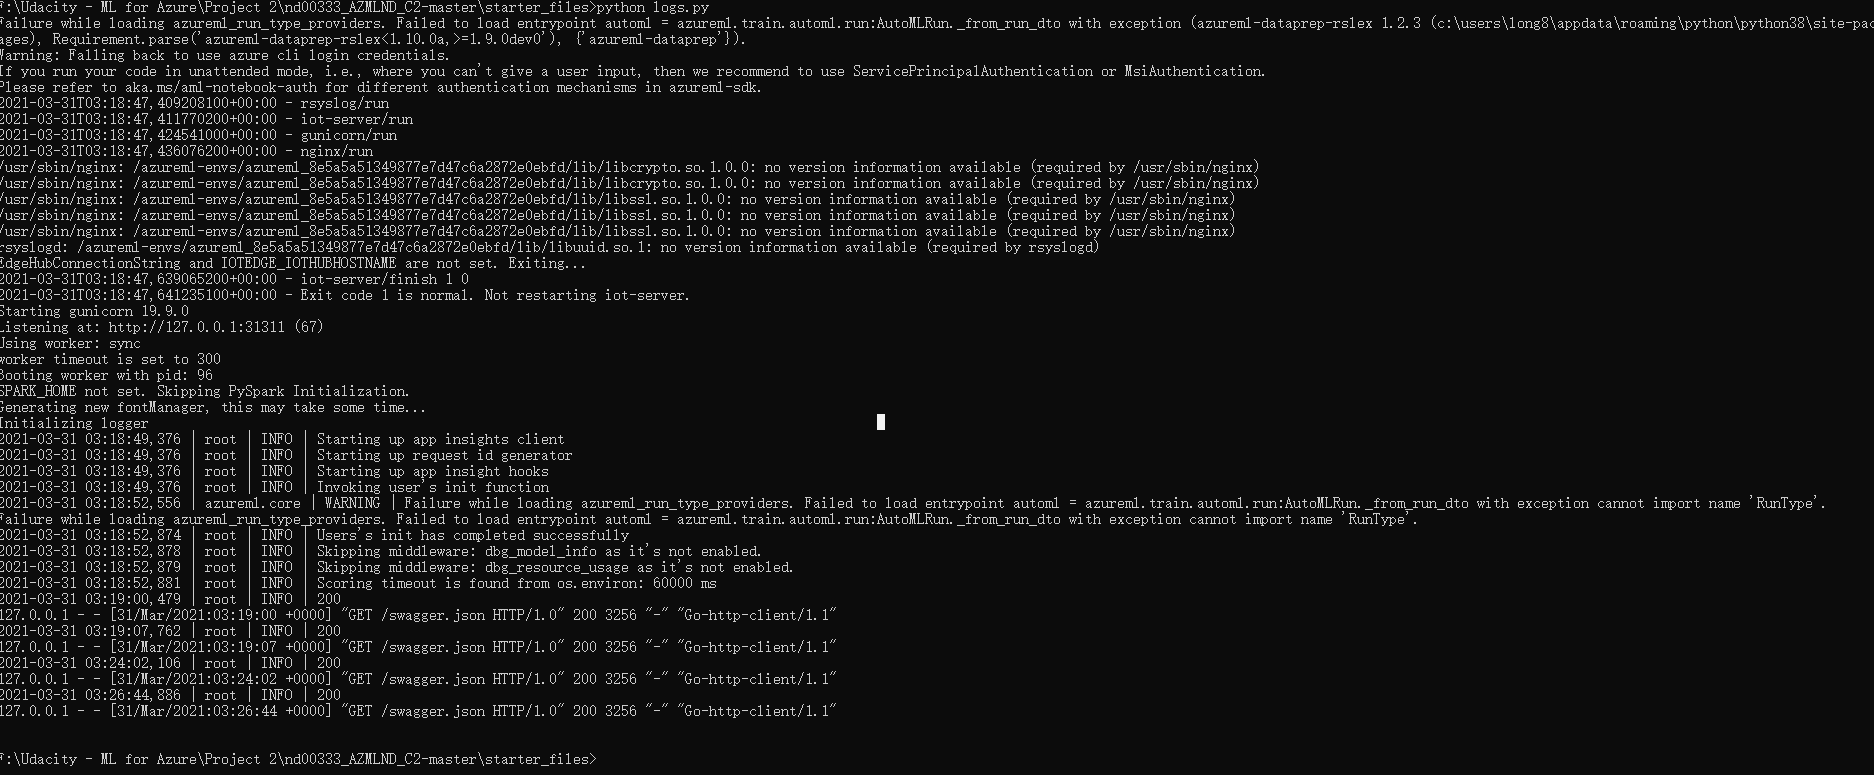 F:\Udacity - ML for Azure\Project 2\nd00333_AZMLND_C2-master\starter_files>python logs.py
Failure while loading azureml_run_type_providers. Failed to load entrypoint automl = azureml.train.automl.run:AutoMLRun._from_run_dto with exception (azureml-dataprep-rslex 1.2.3 (c:\users\long8\appdata\roaming\python\python38\site-pac
ages), Requirement.parse('azureml-dataprep-rslex<1.10.0a,>=1.9.0dev0'), {'azureml-dataprep'}).
Warning: Falling back to use azure cli login credentials.
If you run your code in unattended mode, i.e., where you can't give a user input, then we recommend to use ServicePrincipalAuthentication or MsiAuthentication.
Please refer to aka.ms/aml-notebook-auth for different authentication mechanisms in azureml-sdk.
2021-03-31T03:18:47,409208100+00:00 - rsyslog/run
2021-03-31T03:18:47,411770200+00:00 - iot-server/run
2021-03-31T03:18:47,424541000+00:00 - gunicorn/run
2021-03-31T03:18:47,436076200+00:00 - nginx/run
/usr/sbin/nginx: /azureml-envs/azureml_8e5a5a51349877e7d47c6a2872e0ebfd/lib/libcrypto.so.1.0.0: no version information available (required by /usr/sbin/nginx)
/usr/sbin/nginx: /azureml-envs/azureml_8e5a5a51349877e7d47c6a2872e0ebfd/lib/libcrypto.so.1.0.0: no version information available (required by /usr/sbin/nginx)
/usr/sbin/nginx: /azureml-envs/azureml_8e5a5a51349877e7d47c6a2872e0ebfd/lib/libssl.so.1.0.0: no version information available (required by /usr/sbin/nginx)
/usr/sbin/nginx: /azureml-envs/azureml_8e5a5a51349877e7d47c6a2872e0ebfd/lib/libssl.so.1.0.0: no version information available (required by /usr/sbin/nginx)
/usr/sbin/nginx: /azureml-envs/azureml_8e5a5a51349877e7d47c6a2872e0ebfd/lib/libssl.so.1.0.0: no version information available (required by /usr/sbin/nginx)
rsyslogd: /azureml-envs/azureml_8e5a5a51349877e7d47c6a2872e0ebfd/lib/libuuid.so.1: no version information available (required by rsyslogd)
EdgeHubConnectionString and IOTEDGE_IOTHUBHOSTNAME are not set. Exiting...
2021-03-31T03:18:47,639065200+00:00 - iot-server/finish 1 0
2021-03-31T03:18:47,641235100+00:00 - Exit code 1 is normal. Not restarting iot-server.
Starting gunicorn 19.9.0
Listening at: http://127.0.0.1:31311 (67)
Using worker: sync
worker timeout is set to 300
Booting worker with pid: 96
SPARK_HOME not set. Skipping PySpark Initialization.
Generating new fontManager, this may take some time...
Initializing logger
2021-03-31 03:18:49,376 | root | INFO | Starting up app insights client
2021-03-31 03:18:49,376 | root | INFO | Starting up request id generator
2021-03-31 03:18:49,376 | root | INFO | Starting up app insight hooks
2021-03-31 03:18:49,376 | root | INFO | Invoking user's init function
2021-03-31 03:18:52,556 | azureml.core | WARNING | Failure while loading azureml_run_type_providers. Failed to load entrypoint automl = azureml.train.automl.run:AutoMLRun._from_run_dto with exception cannot import name 'RunType'.
Failure while loading azureml_run_type_providers. Failed to load entrypoint automl = azureml.train.automl.run:AutoMLRun._from_run_dto with exception cannot import name 'RunType'.
2021-03-31 03:18:52,874 | root | INFO | Users's init has completed successfully
2021-03-31 03:18:52,878 | root | INFO | Skipping middleware: dbg_model_info as it's not enabled.
2021-03-31 03:18:52,879 | root | INFO | Skipping middleware: dbg_resource_usage as it's not enabled.
2021-03-31 03:18:52,881 | root | INFO | Scoring timeout is found from os.environ: 60000 ms
2021-03-31 03:19:00,479 | root | INFO | 200
127.0.0.1 - - [31/Mar/2021:03:19:00 +0000] "GET /swagger.json HTTP/1.0" 200 3256 "-" "Go-http-client/1.1"
2021-03-31 03:19:07,762 | root | INFO | 200
127.0.0.1 - - [31/Mar/2021:03:19:07 +0000] "GET /swagger.json HTTP/1.0" 200 3256 "-" "Go-http-client/1.1"
2021-03-31 03:24:02,106 | root | INFO | 200
127.0.0.1 - - [31/Mar/2021:03:24:02 +0000] "GET /swagger.json HTTP/1.0" 200 3256 "-" "Go-http-client/1.1"
2021-03-31 03:26:44,886 | root | INFO | 200
127.0.0.1 - - [31/Mar/2021:03:26:44 +0000] "GET /swagger.json HTTP/1.0" 200 3256 "-" "Go-http-client/1.1"
F:\Udacity - ML for Azure\Project 2\nd00333_AZMLND_C2-master\starter_files>